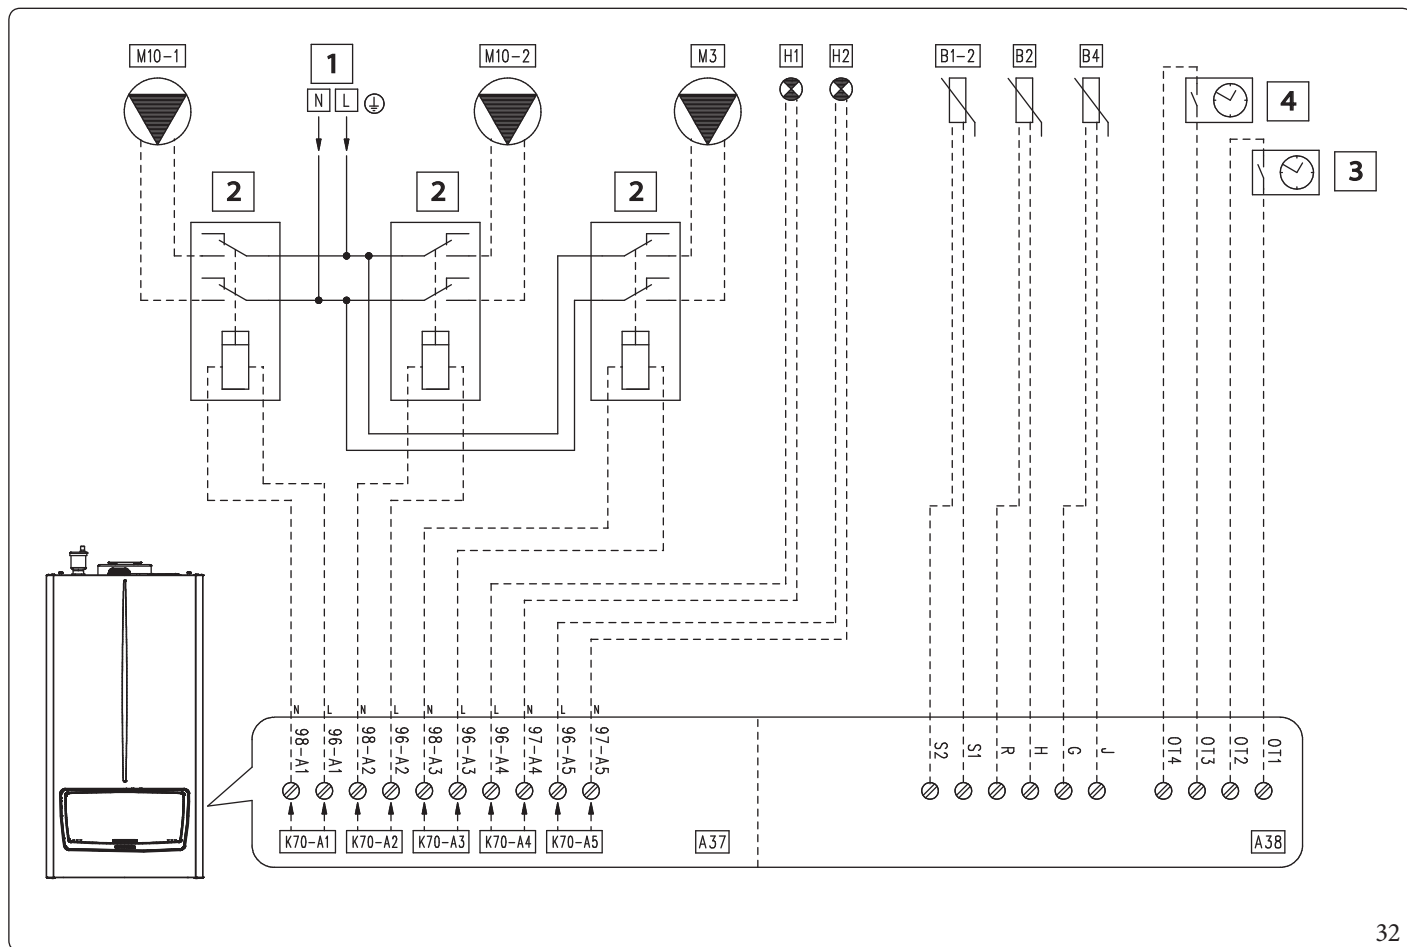 M10-1
1
M10-2
M3
H1
H2
B1-2
B2
B4
N
L
4
3
2
2
2
N
L
N
L
N
L
L
N
L
N
98-A1
96-A1
98-A2
96-A2
98-A3
96-A3
96-A4
97-A4
96-A5
97-A5
S2
S1
R
H
G
J
OT4
OT3
OT2
OT1
K70-A1
K70-A2
K70-A3
K70-A4
K70-A5
A37
A38
32